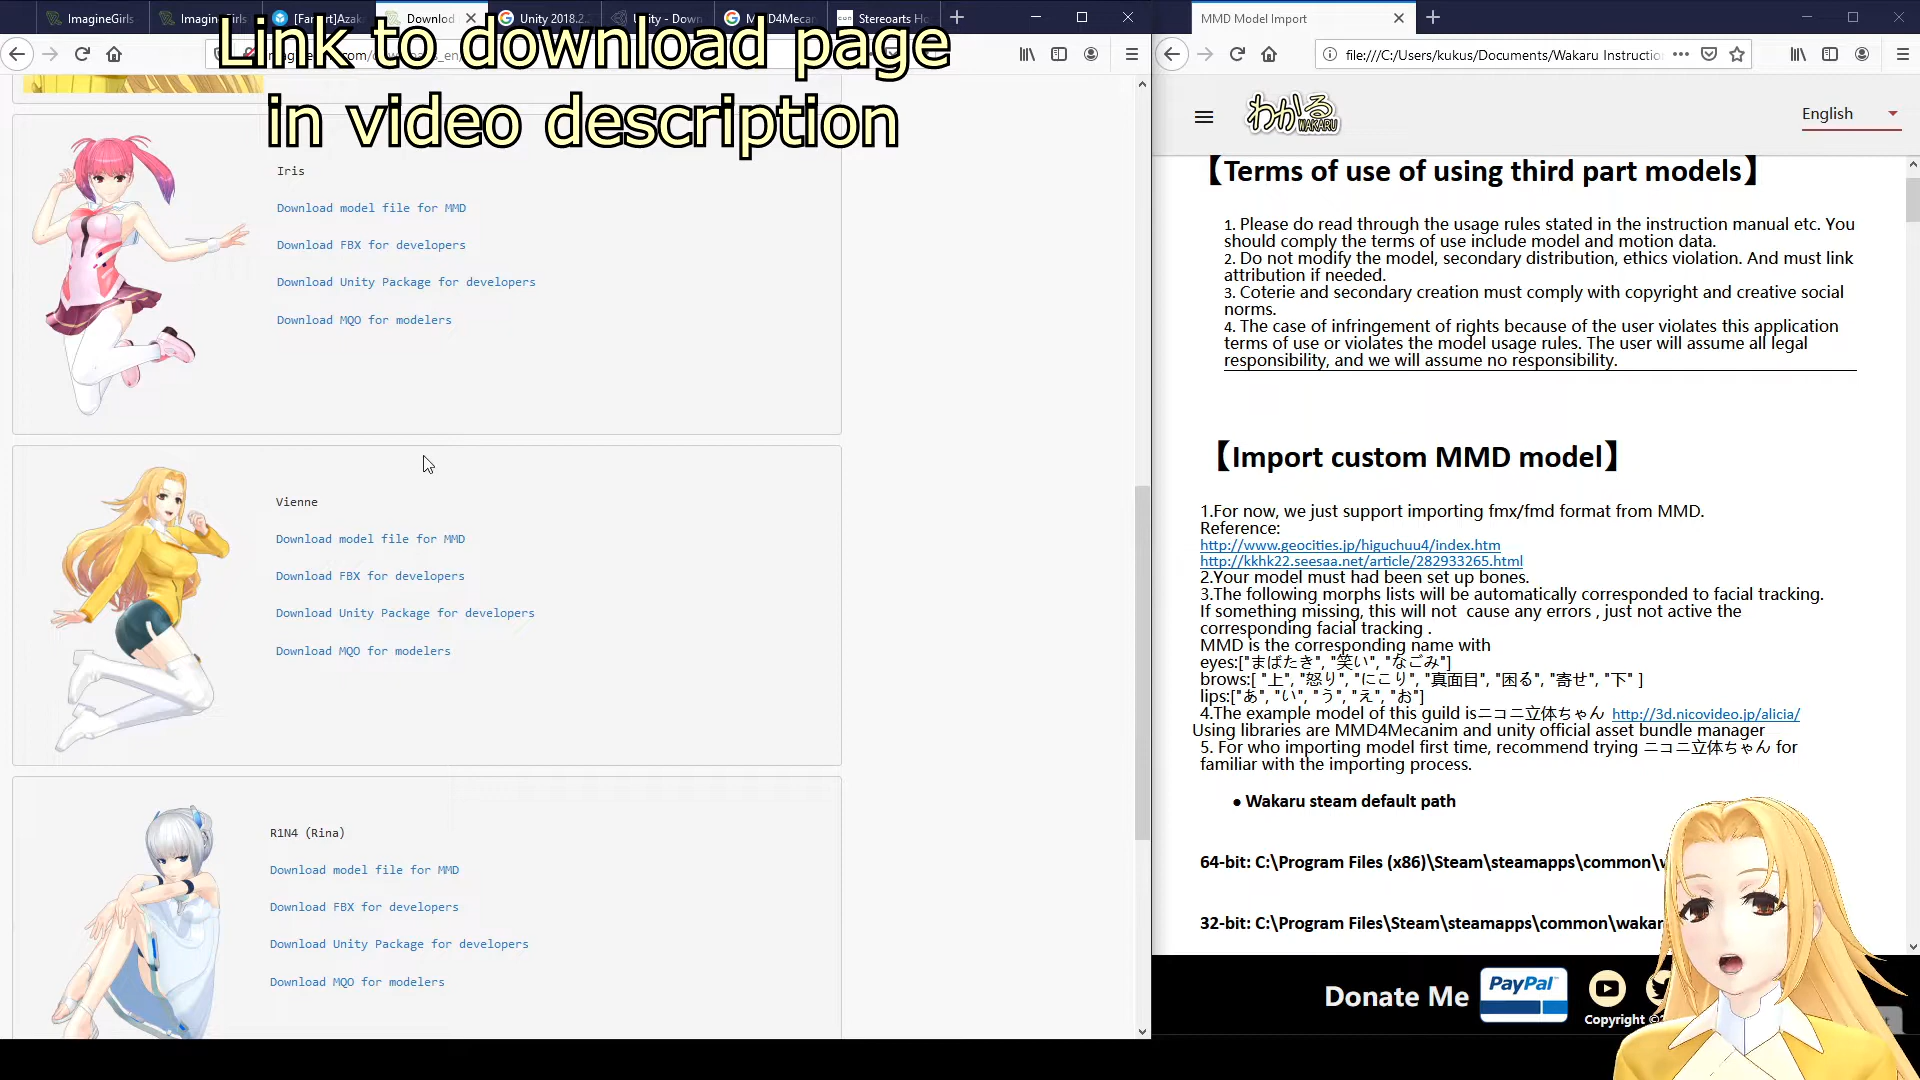 ImagineGirls
Imagin Girls
[Fan rt]Azak
Downlod
Unity 2018.2.
M D4Mecan
Stereoarts Ho
Link to download page
in video description
Iris
Download model file for MMD
Download FBX for developers
Download Unity Package for developers
Download MQO for modelers
Vienne
Download model file for MMD
Download FBX for developers
Download Unity Package for developers
Download MQO for modelers
R1N4 (Rina)
Download model file for MMD
Download FBX for developers
Download Unity Package for developers
Download MQO for modelers
MMD Model Import
file:///C:/Users/kukus/Documents/Wakaru Instructio
わかる
WAKARU
English
【Terms of use of using third part models】
1. Please do read through the usage rules stated in the instruction manual etc. You
should comply the terms of use include model and motion data.
2. Do not modify the model, secondary distribution, ethics violation. And must link
attribution if needed.
3. Coterie and secondary creation must comply with copyright and creative social
norms.
4. The case of infringement of rights because of the user violates this application
terms of use or violates the model usage rules. The user will assume all legal
responsibility, and we will assume no responsibility.
【Import custom MMD model】
1.For now, we just support importing fmx/fmd format from MMD.
Reference:
http://www.geocities.jp/higuchuu4/index.htm
http://kkhk22.seesaa.net/article/282933265.html
2.Your model must had been set up bones.
3.The following morphs lists will be automatically corresponded to facial tracking.
If something missing, this will not cause any errors , just not active the
corresponding facial tracking .
MMD is the corresponding name with
eyes:["まばたき", "笑い", "なごみ"]
brows:[ "上", "怒り", "にこり", "真面目", "困る", "寄せ", "下" ]
lips:["あ", "い", "う", "え", "お"]
4.The example model of this guild isニコニ立体ちゃん http://3d.nicovideo.jp/alicia/
Using libraries are MMD4Mecanim and unity official asset bundle manager
5. For who importing model first time, recommend trying ニコニ立体ちゃん for
familiar with the importing process.
● Wakaru steam default path
64-bit: C:\Program Files (x86)\Steam\steamapps\common\w
32-bit: C:\Program Files\Steam\steamapps\common\wakar
Donate Me
PayPal
Copyright ©